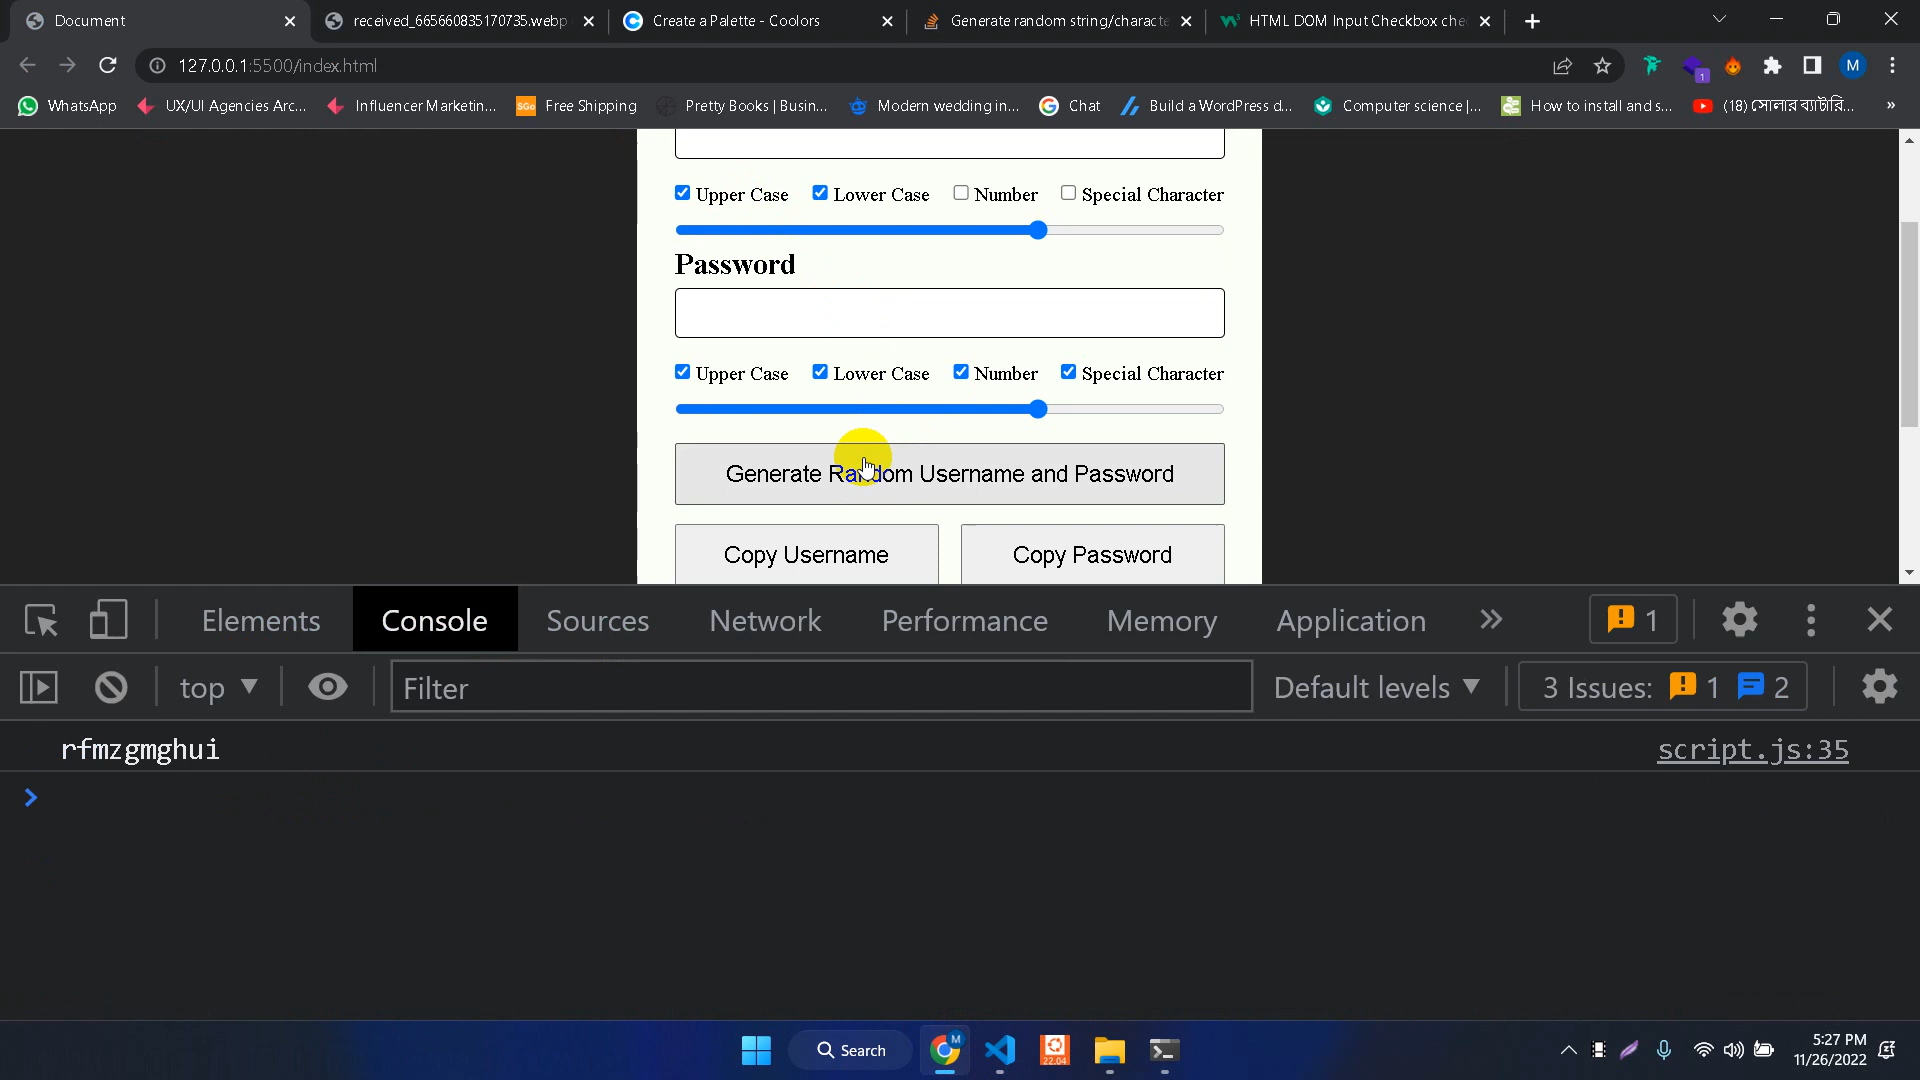 Document
received_665660835170735.webp
Create a Palette - Coolors
Generate random string/characte
HTML DOM Input Checkbox che
127.0.0.1:5500/index.html
1
M
WhatsApp
UX/UI Agencies Arc...
Influencer Marketin...
SGo
Free Shipping
Pretty Books | Busin...
Modern wedding in...
Chat
Build a WordPress d...
Computer science |...
How to install and s...
(18) সোলার ব্যাটারি...
»
Upper Case
Lower Case
Number
Special Character
Password
Upper Case
Lower Case
Number
Special Character
Generate Random Username and Password
Copy Username
Copy Password
Elements
Console
Sources
Network
Performance
Memory
Application
1
top
Filter
Default levels
3 Issues:
1
2
rfmzgmghui
script.js:35
Search
M
22.04
5:27 PM
11/26/2022